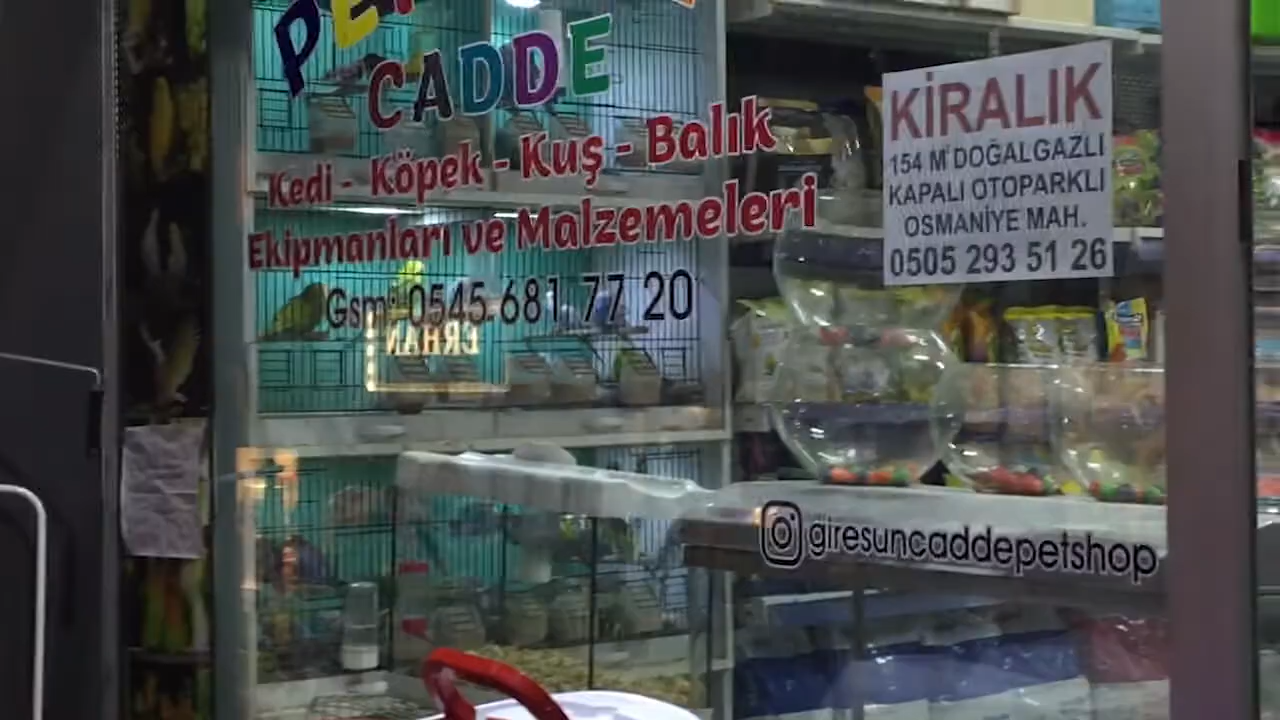 CADDE
Kedi - Köpek - Kuş - Balık
Ekipmanları ve Malzemeleri
Gsm: 0545 681 77 20
ERHAN
KİRALIK
154 M² DOĞALGAZLI
KAPALI OTOPARKLI
OSMANİYE MAH.
0505 293 51 26
giresuncaddepetshop